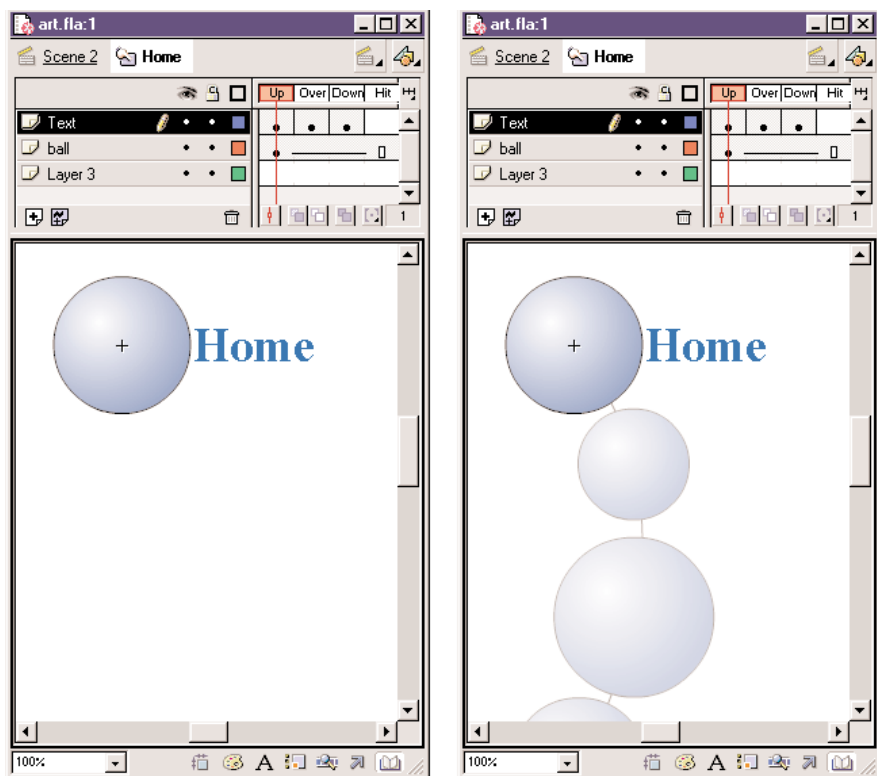 art.fla:1
Scene 2 Home
Up Over Down Hit
Text
ball
Layer 3
1
Home
100%
A
art.fla:1
Scene 2 Home
Up Over Down Hit
Text
ball
Layer 3
1
Home
100%
A